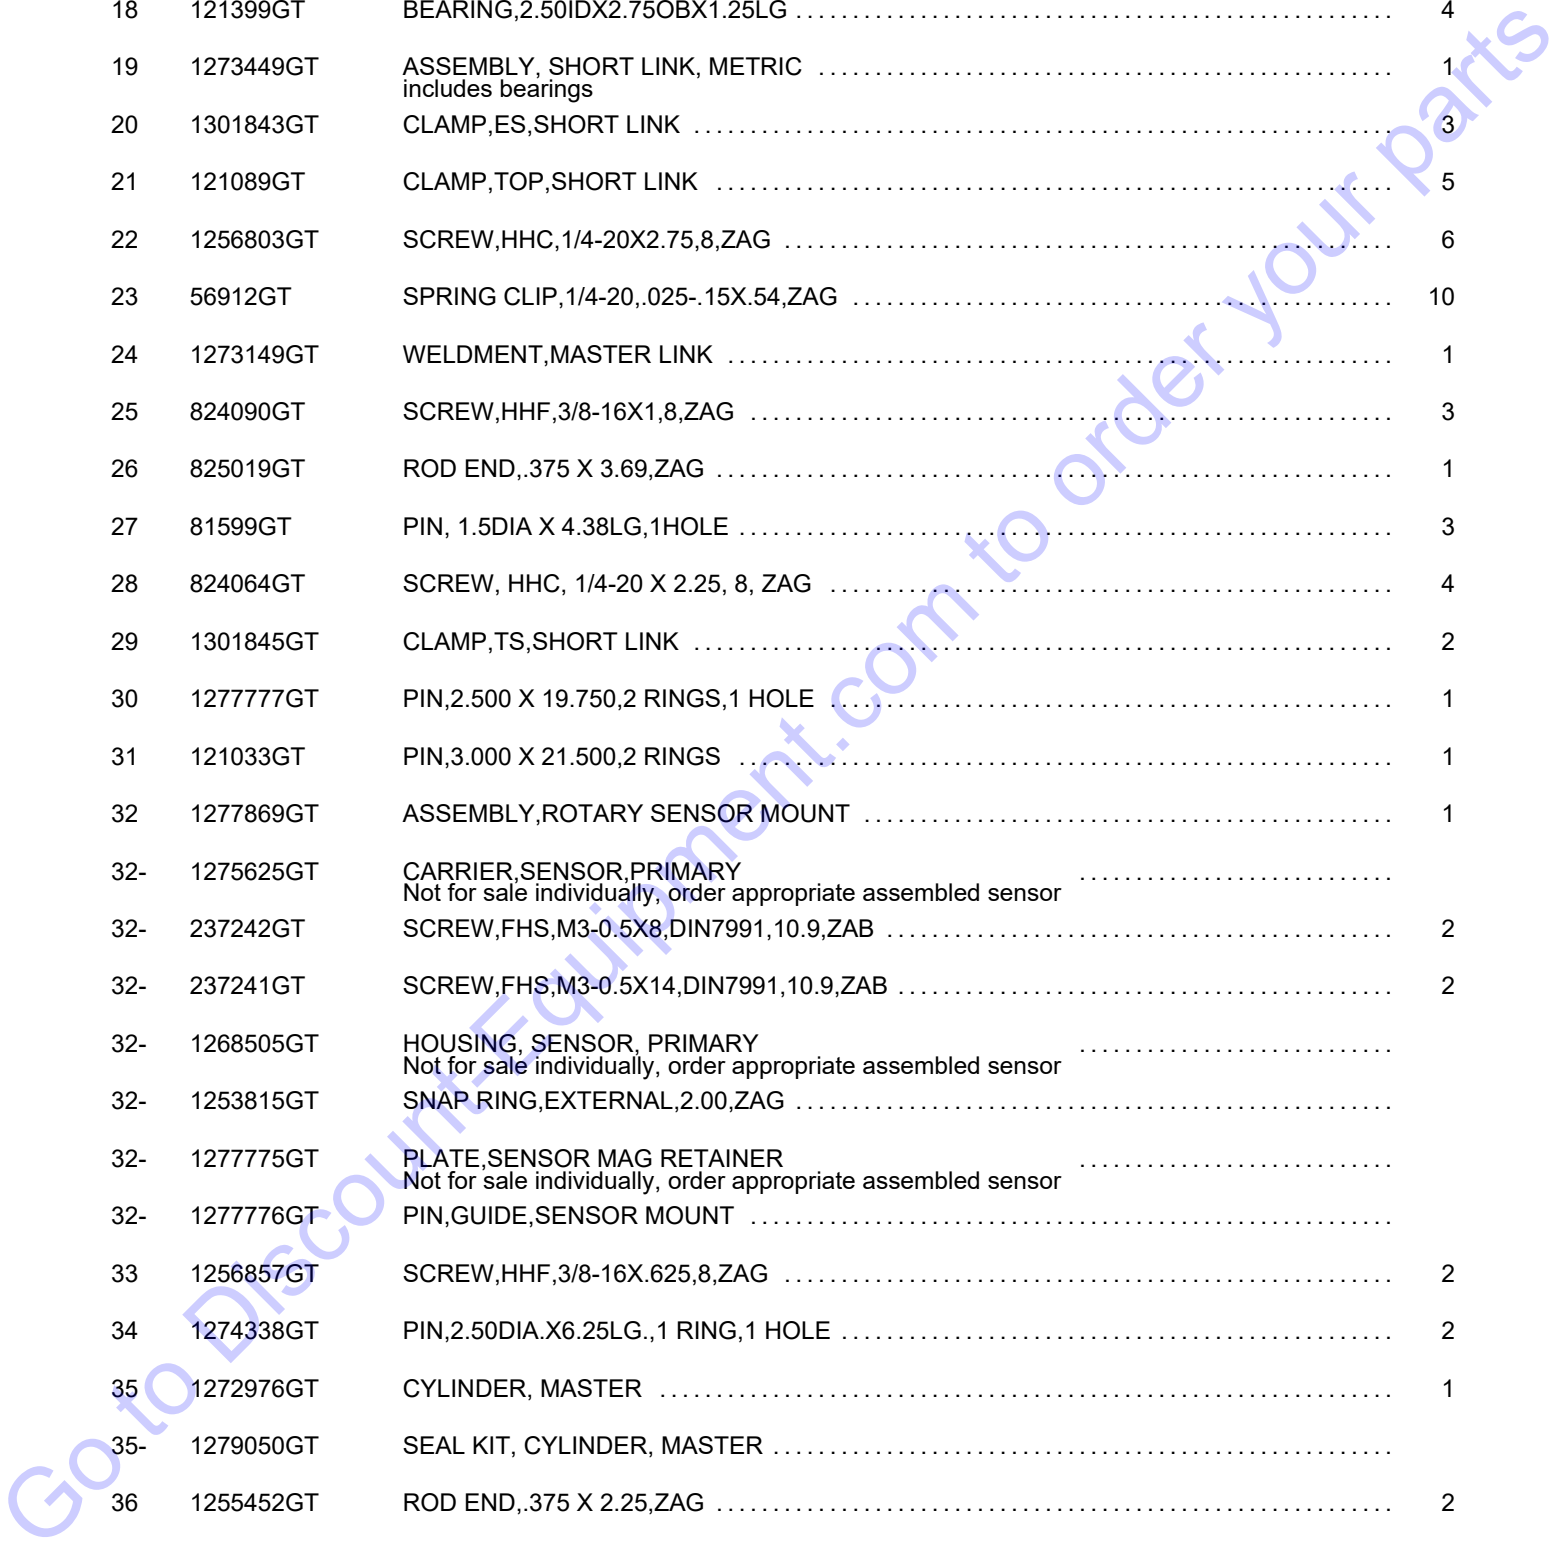 18 121399GT BEARING,2.50IDX2.75OBX1.25LG 4
19 1273449GT ASSEMBLY, SHORT LINK, METRIC 1
includes bearings
20 1301843GT CLAMP,ES,SHORT LINK 3
21 121089GT CLAMP,TOP,SHORT LINK 5
22 1256803GT SCREW,HHC,1/4-20X2.75,8,ZAG 6
23 56912GT SPRING CLIP,1/4-20,.025-.15X.54,ZAG 10
24 1273149GT WELDMENT,MASTER LINK 1
25 824090GT SCREW,HHF,3/8-16X1,8,ZAG 3
26 825019GT ROD END,.375 X 3.69,ZAG 1
27 81599GT PIN, 1.5DIA X 4.38LG,1HOLE 3
28 824064GT SCREW, HHC, 1/4-20 X 2.25, 8, ZAG 4
29 1301845GT CLAMP,TS,SHORT LINK 2
30 1277777GT PIN,2.500 X 19.750,2 RINGS,1 HOLE 1
31 121033GT PIN,3.000 X 21.500,2 RINGS 1
32 1277869GT ASSEMBLY,ROTARY SENSOR MOUNT 1
32- 1275625GT CARRIER,SENSOR,PRIMARY
Not for sale individually, order appropriate assembled sensor
32- 237242GT SCREW,FHS,M3-0.5X8,DIN7991,10.9,ZAB 2
32- 237241GT SCREW,FHS,M3-0.5X14,DIN7991,10.9,ZAB 2
32- 1268505GT HOUSING, SENSOR, PRIMARY
Not for sale individually, order appropriate assembled sensor
32- 1253815GT SNAP RING,EXTERNAL,2.00,ZAG
32- 1277775GT PLATE,SENSOR MAG RETAINER
Not for sale individually, order appropriate assembled sensor
32- 1277776GT PIN,GUIDE,SENSOR MOUNT
33 1256857GT SCREW,HHF,3/8-16X.625,8,ZAG 2
34 1274338GT PIN,2.50DIA.X6.25LG.,1 RING,1 HOLE 2
35 1272976GT CYLINDER, MASTER 1
35- 1279050GT SEAL KIT, CYLINDER, MASTER
36 1255452GT ROD END,.375 X 2.25,ZAG 2
Go to Discount-Equipment.com to order your parts